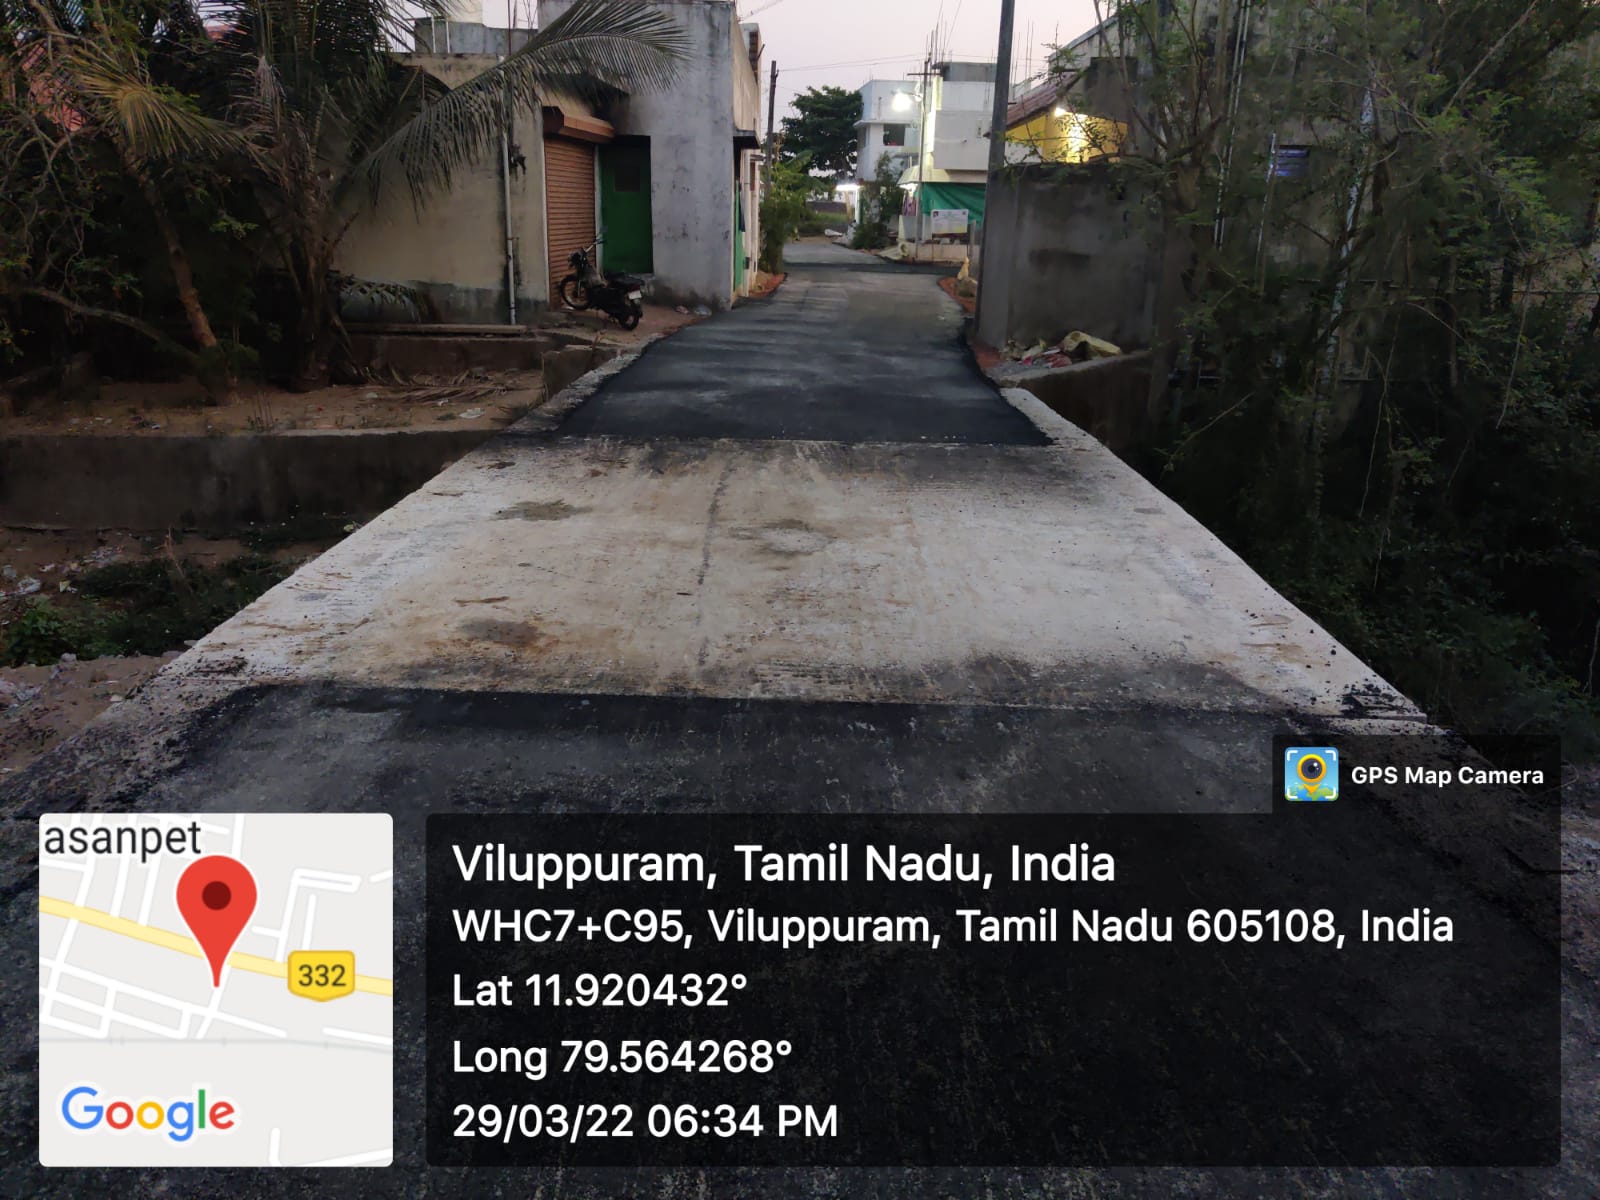 GPS Map Camera
asanpet
332
Google
Viluppuram, Tamil Nadu, India
WHC7+C95, Viluppuram, Tamil Nadu 605108, India
Lat 11.920432°
Long 79.564268°
29/03/22 06:34 PM